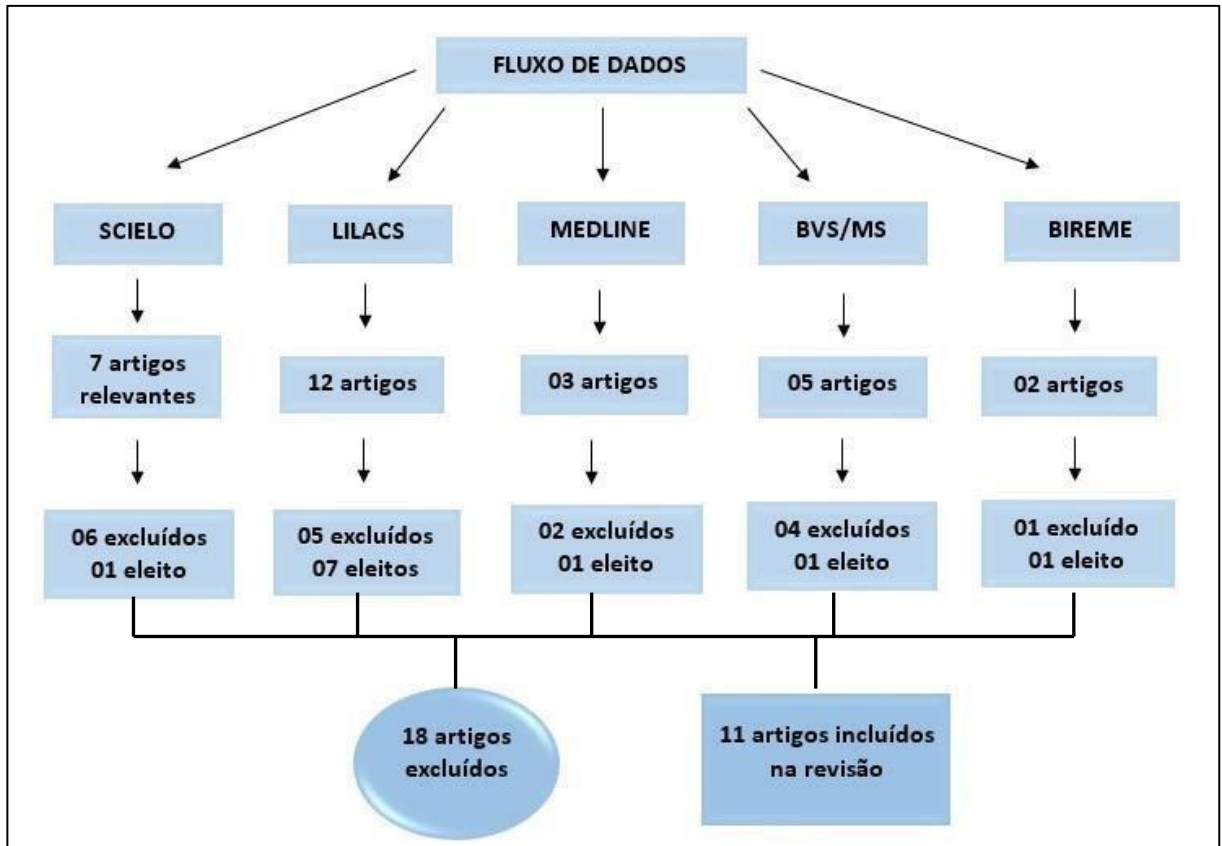 FLUXO DE DADOS
SCIELO
LILACS
MEDLINE
BVS/MS
BIREME
7 artigos
relevantes
12 artigos
03 artigos
05 artigos
02 artigos
06 excluídos
01 eleito
05 excluídos
07 eleitos
02 excluídos
01 eleito
04 excluídos
01 eleito
01 excluído
01 eleito
18 artigos
excluídos
11 artigos incluídos
na revisão